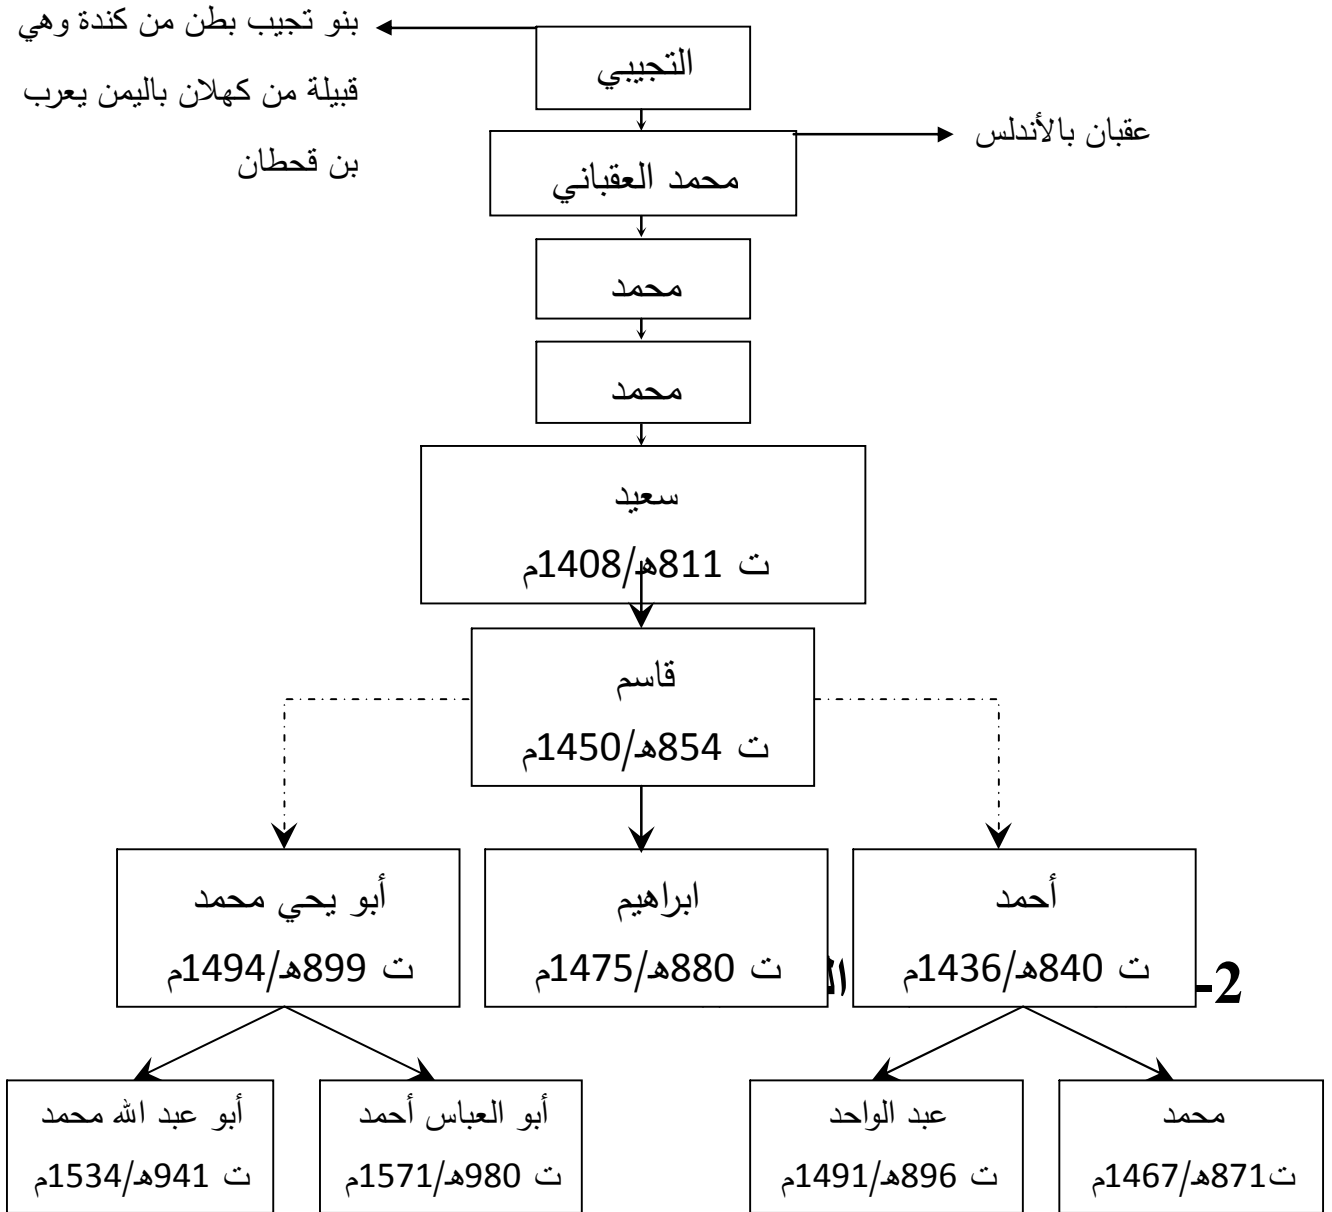 بنو تجيب بطن من كندة وهي
قبيلة من كهلان باليمن يعرب
بن قحطان
التجيبي
عقبان بالأندلس
محمد العقباني
محمد
محمد
سعيد
ت 811هـ/1408م
قاسم
ت 854هـ/1450م
أحمد
ت 840هـ/1436م
ابراهيم
ت 880هـ/1475م
أبو يحي محمد
ت 899هـ/1494م
2-
محمد
ت871هـ/1467م
عبد الواحد
ت 896هـ/1491م
أبو العباس أحمد
ت 980هـ/1571م
أبو عبد الله محمد
ت 941هـ/1534م